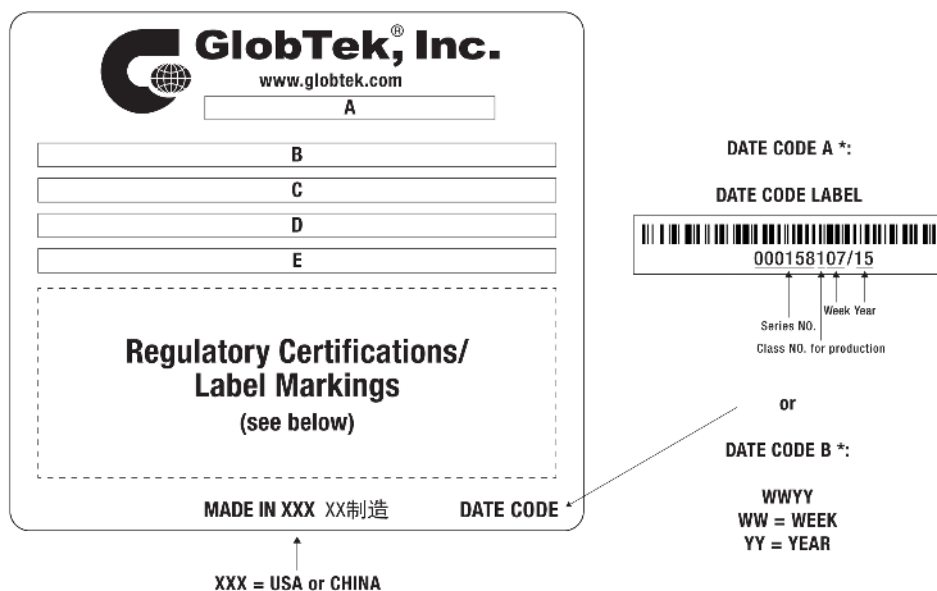 GlobTek,® Inc.
www.globtek.com
A
B
C
D
E
Regulatory Certifications/
Label Markings
(see below)
MADE IN XXX XX制造
DATE CODE
XXX = USA or CHINA
DATE CODE A *:
DATE CODE LABEL
000158107/15
Week Year
Series NO.
Class NO. for production
or
DATE CODE B *:
WWYY
WW = WEEK
YY = YEAR